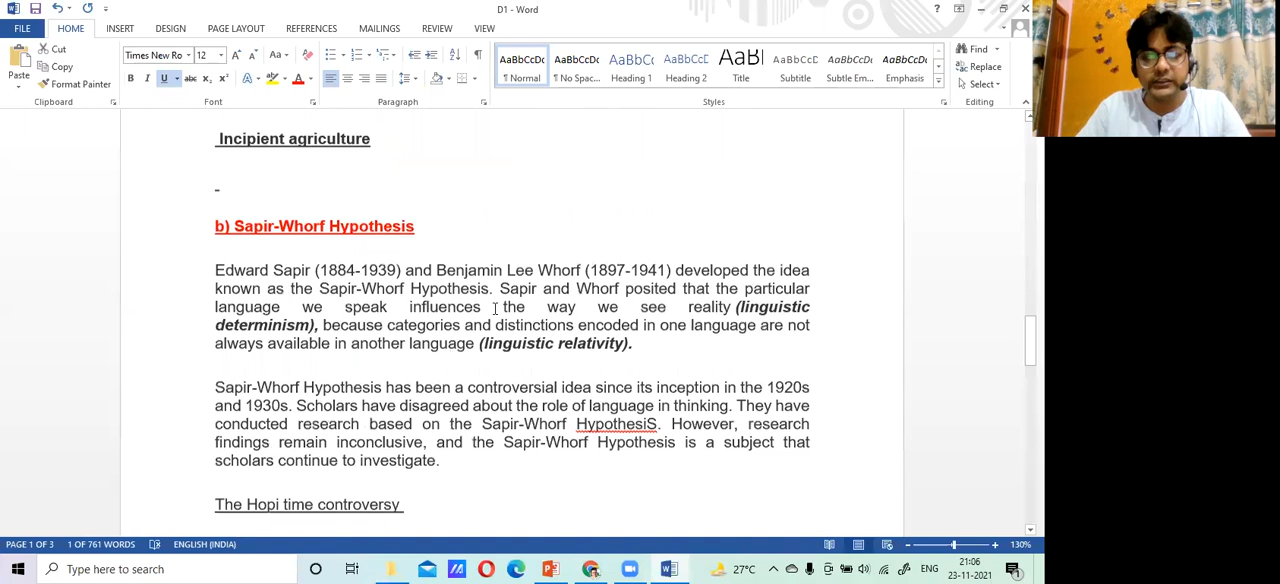 D1 - Word
FILE HOME INSERT DESIGN PAGE LAYOUT REFERENCES MAILINGS REVIEW VIEW
Paste
Cut
Copy
Format Painter
Clipboard
Times New Ro 12
Font
Paragraph
AaBbCcDc AaBbCcDc AaBbCc AaBbCc AaBl AaBbCcD AaBbCcDc AaBbCcDc
¶ Normal ¶ No Spac... Heading 1 Heading 2 Title Subtitle Subtle Em... Emphasis
Styles
Find
Replace
Select
Editing
Incipient agriculture
-
b) Sapir-Whorf Hypothesis
Edward Sapir (1884-1939) and Benjamin Lee Whorf (1897-1941) developed the idea
known as the Sapir-Whorf Hypothesis. Sapir and Whorf posited that the particular
language we speak influences the way we see reality (linguistic
determinism), because categories and distinctions encoded in one language are not
always available in another language (linguistic relativity).
Sapir-Whorf Hypothesis has been a controversial idea since its inception in the 1920s
and 1930s. Scholars have disagreed about the role of language in thinking. They have
conducted research based on the Sapir-Whorf HypothesiS. However, research
findings remain inconclusive, and the Sapir-Whorf Hypothesis is a subject that
scholars continue to investigate.
The Hopi time controversy
PAGE 1 OF 3 1 OF 761 WORDS ENGLISH (INDIA) 130%
Type here to search
27°C ENG 21:06
23-11-2021